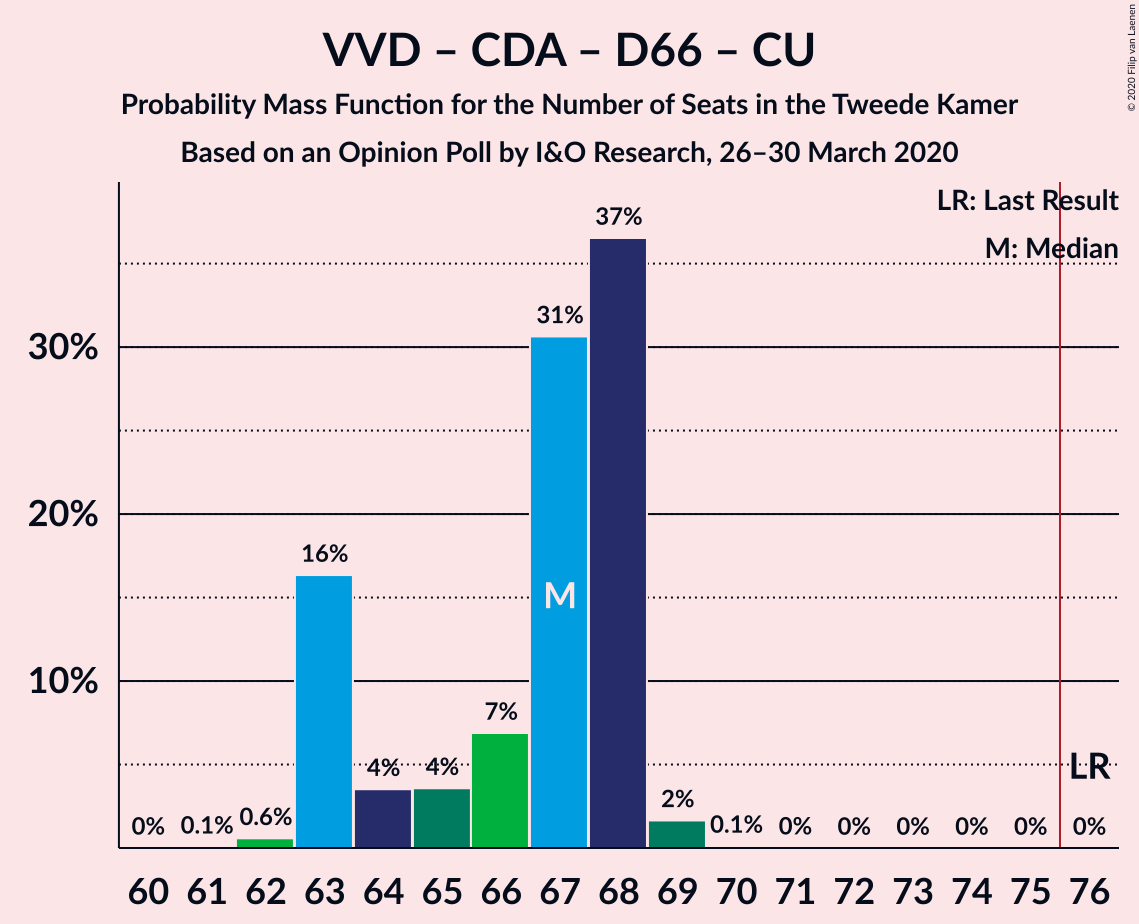 VVD – CDA – D66 – CU
Probability Mass Function for the Number of Seats in the Tweede Kamer
Based on an Opinion Poll by I&O Research, 26–30 March 2020
© 2020 Filip van Laenen
LR: Last Result
M: Median
37%
31%
30%
20%
16%
M
10%
7%
4%
4%
LR
2%
0%
0.1%
0.6%
0.1%
0%
0%
0%
0%
0%
0%
60 61 62 63 64 65 66 67 68 69 70 71 72 73 74 75 76